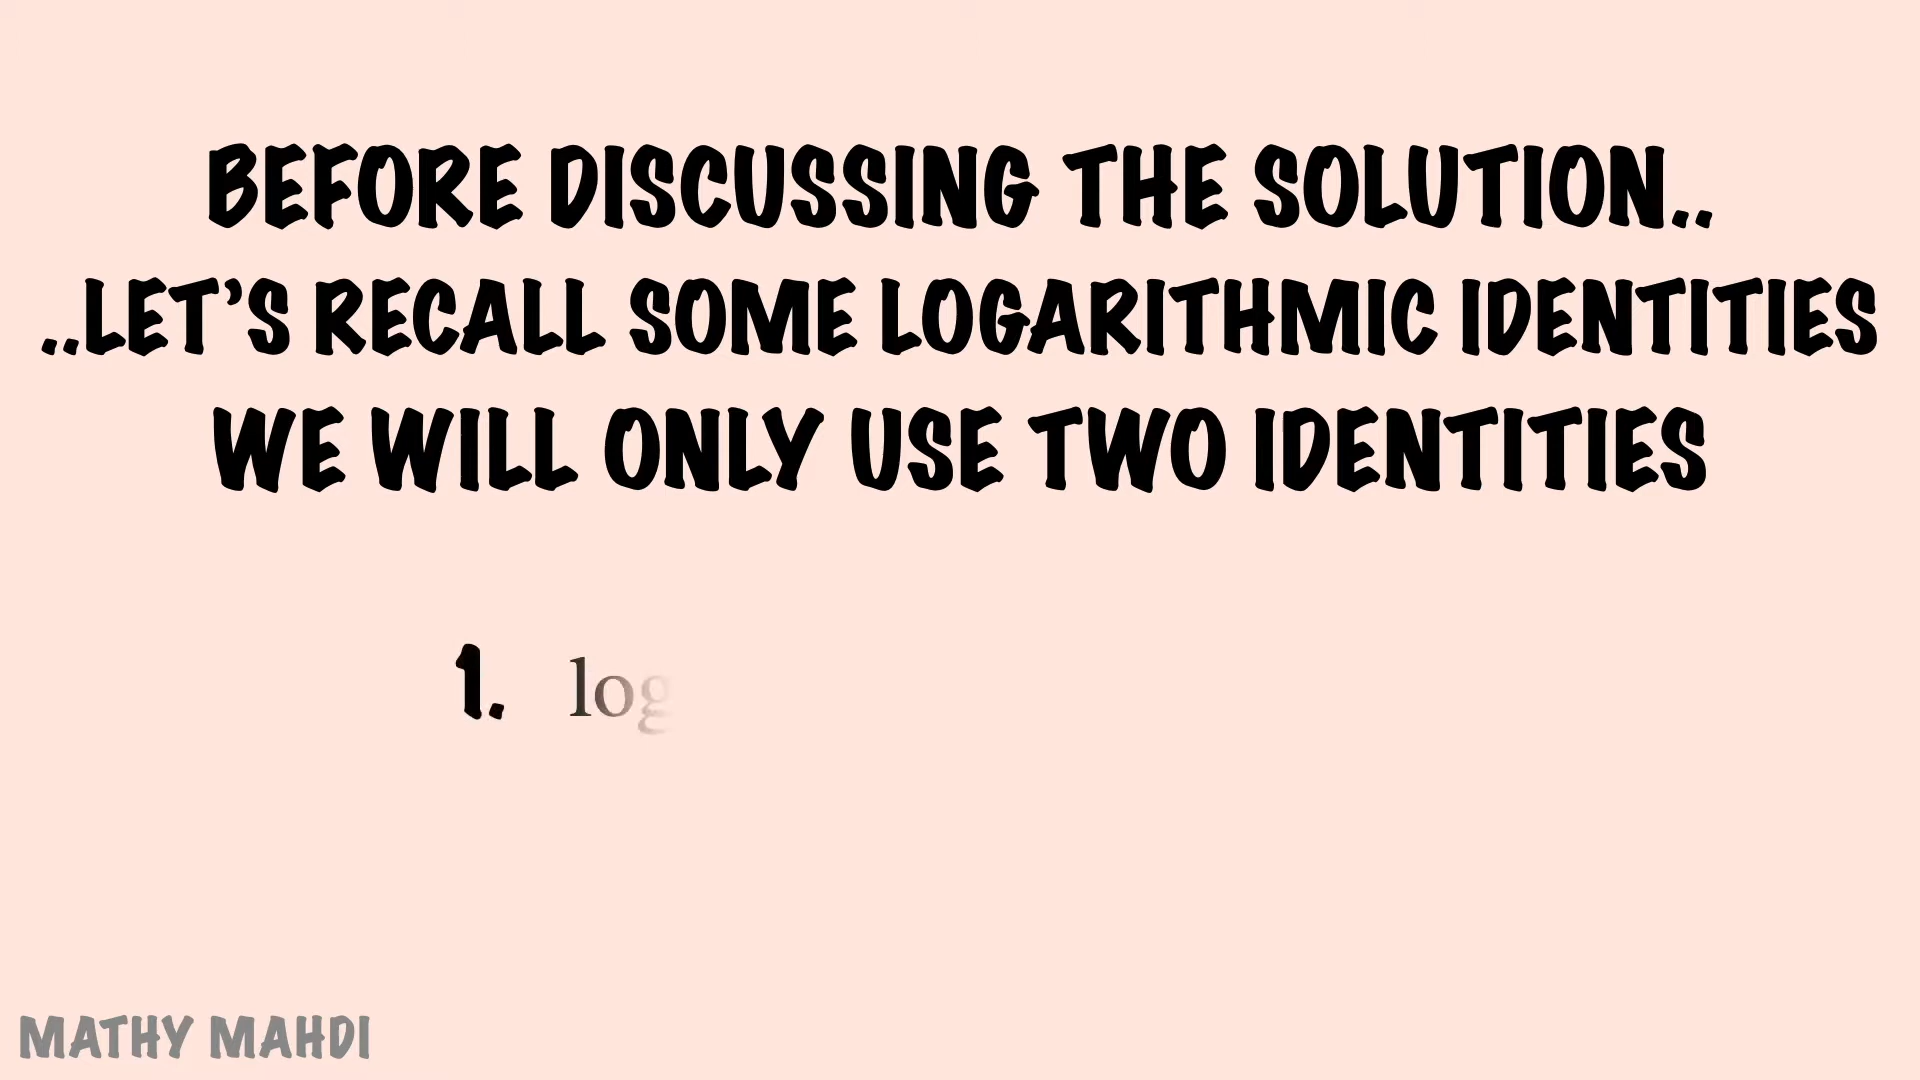 BEFORE DISCUSSING THE SOLUTION..
..LET'S RECALL SOME LOGARITHMIC IDENTITIES
WE WILL ONLY USE TWO IDENTITIES
1. log
MATHY MAHDI